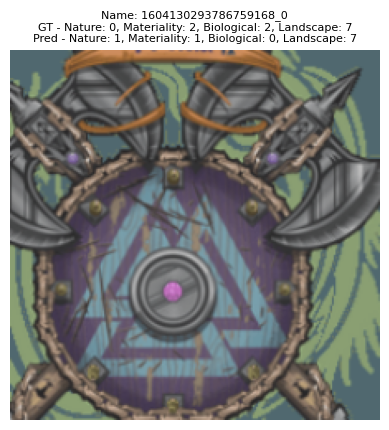 Name: 1604130293786759168_0
GT - Nature: 0, Materiality: 2, Biological: 2, Landscape: 7
Pred - Nature: 1, Materiality: 1, Biological: 0, Landscape: 7